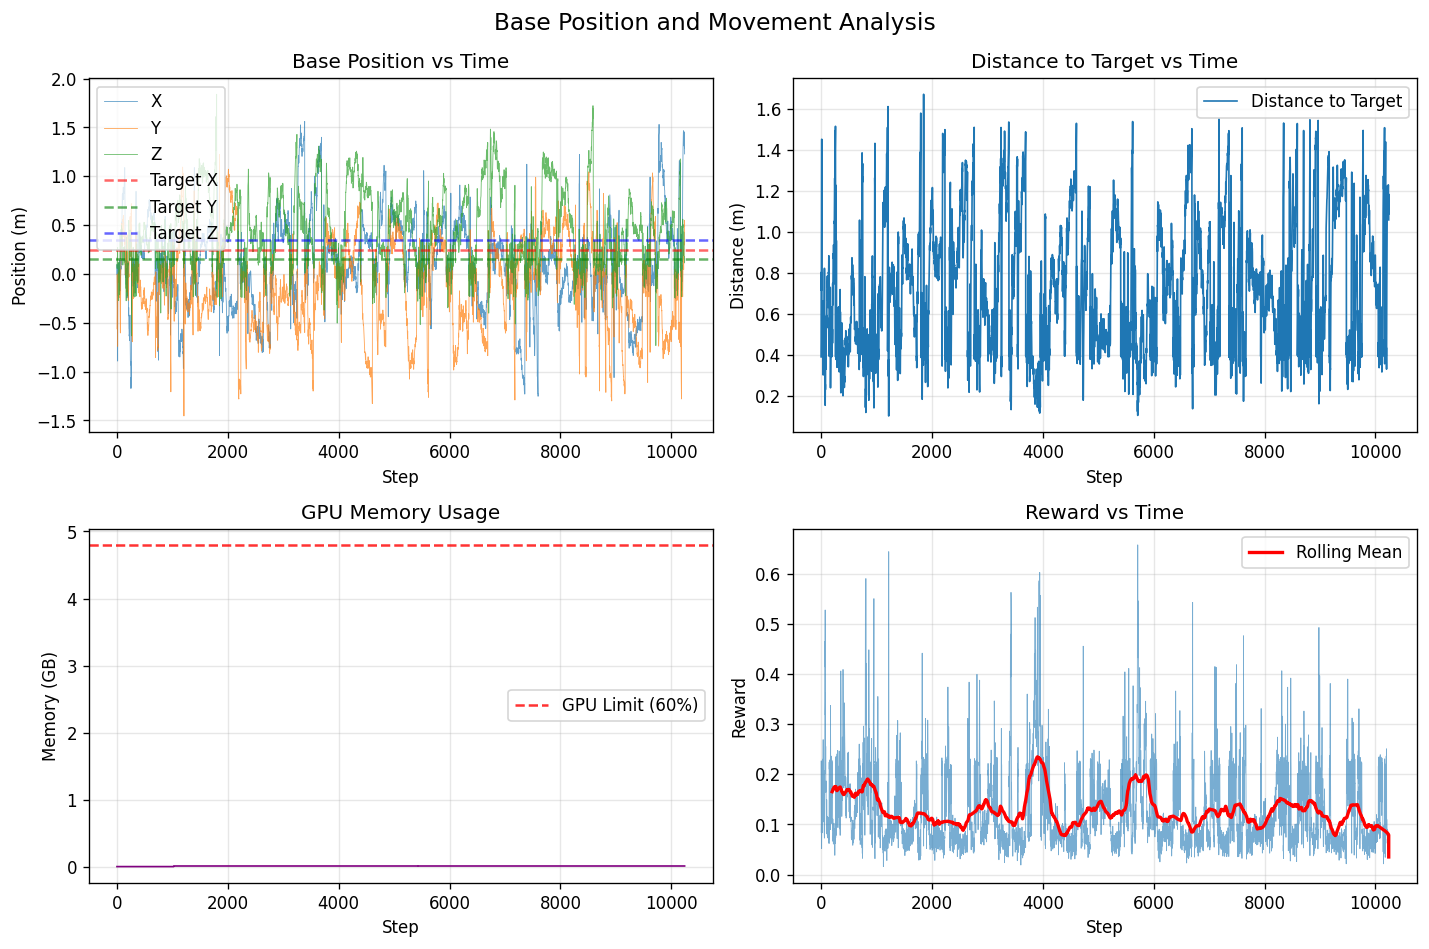 Base Position and Movement Analysis
Base Position vs Time
Position (m)
2.0
1.5
1.0
0.5
0.0
−0.5
−1.0
−1.5
X
Y
Z
Target X
Target Y
Target Z
0
2000
4000
6000
8000
10000
Step
Distance to Target vs Time
Distance (m)
1.6
1.4
1.2
1.0
0.8
0.6
0.4
0.2
Distance to Target
0
2000
4000
6000
8000
10000
Step
GPU Memory Usage
Memory (GB)
5
4
3
2
1
0
GPU Limit (60%)
0
2000
4000
6000
8000
10000
Step
Reward vs Time
Reward
0.6
0.5
0.4
0.3
0.2
0.1
0.0
Rolling Mean
0
2000
4000
6000
8000
10000
Step